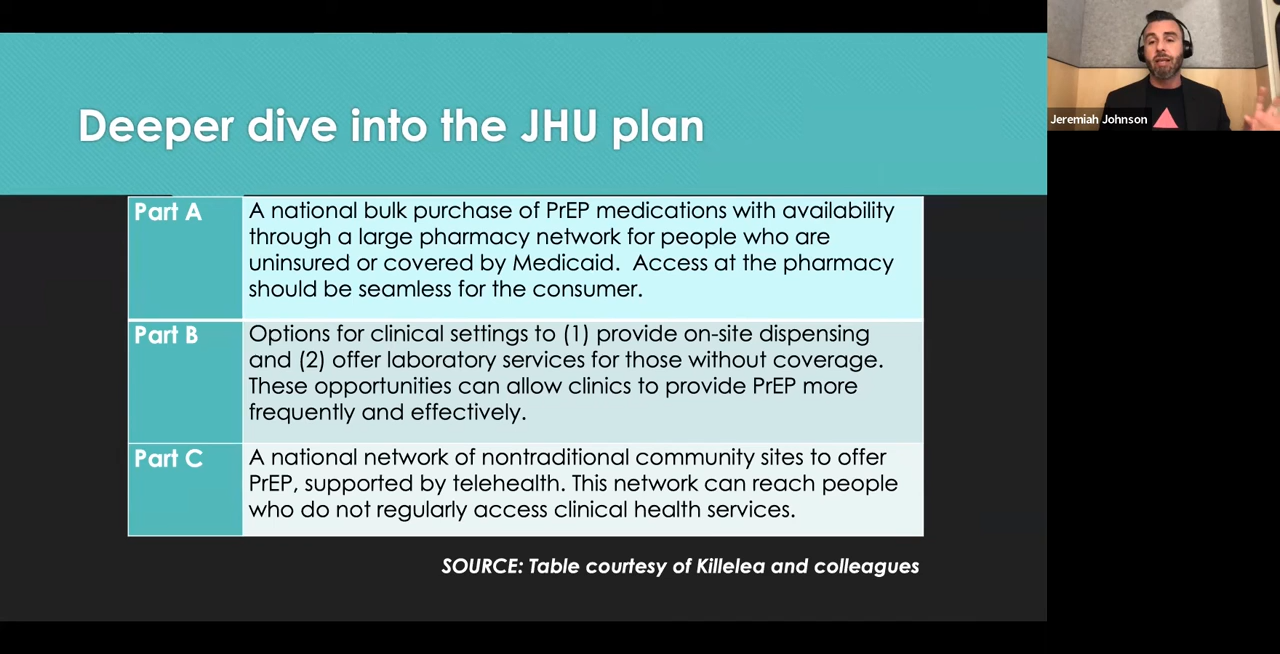 Deeper dive into the JHU plan
Jeremiah Johnson
Part A
A national bulk purchase of PrEP medications with availability
through a large pharmacy network for people who are
uninsured or covered by Medicaid.  Access at the pharmacy
should be seamless for the consumer.
Part B
Options for clinical settings to (1) provide on-site dispensing
and (2) offer laboratory services for those without coverage.
These opportunities can allow clinics to provide PrEP more
frequently and effectively.
Part C
A national network of nontraditional community sites to offer
PrEP, supported by telehealth. This network can reach people
who do not regularly access clinical health services.
SOURCE: Table courtesy of Killelea and colleagues